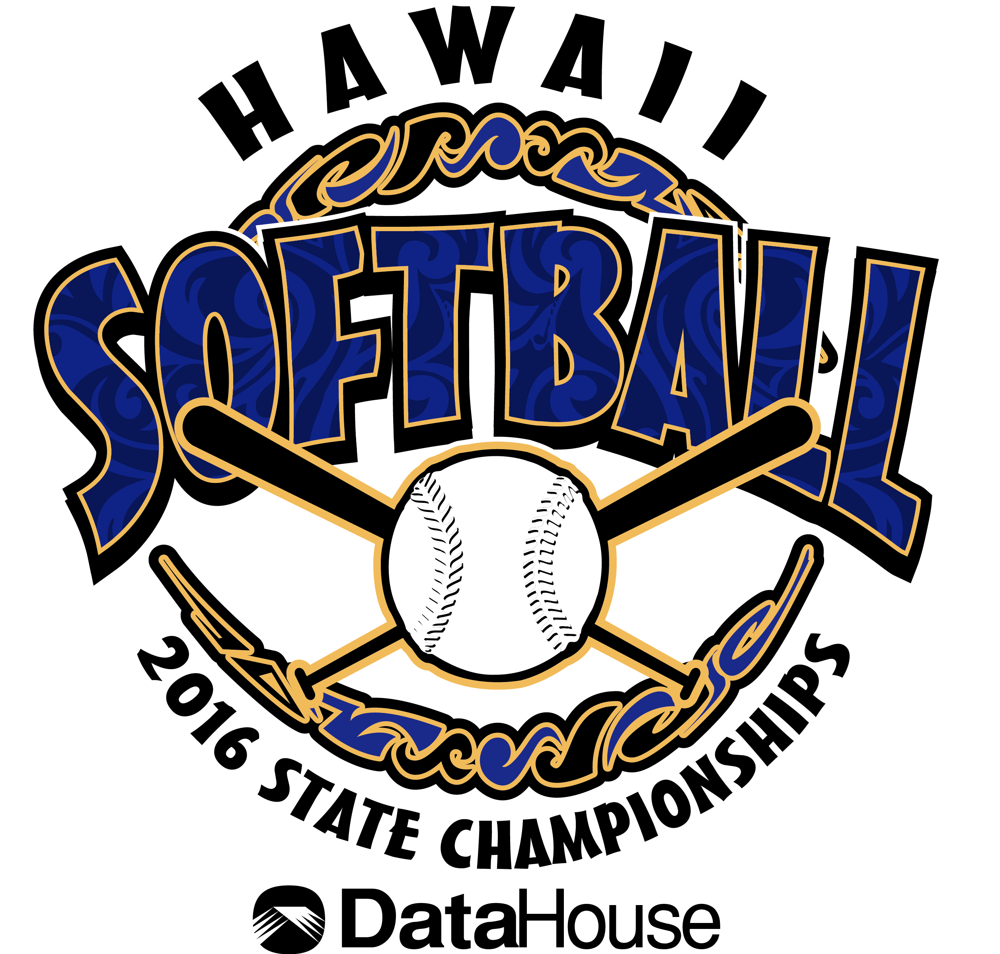 HAWAII
SOFTBALL
2016 STATE CHAMPIONSHIPS
DataHouse